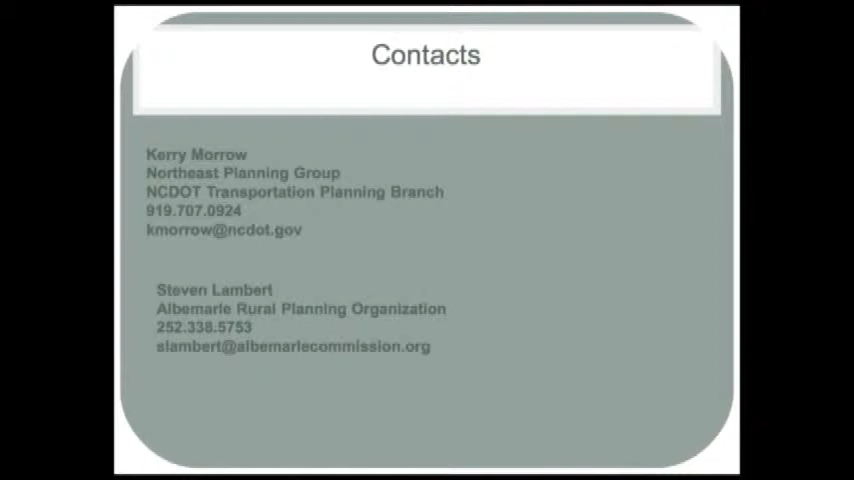 Contacts
Kerry Morrow
Northeast Planning Group
NCDOT Transportation Planning Branch
919.707.0924
kmorrow@ncdot.gov
Steven Lambert
Albemarle Rural Planning Organization
252.338.5753
slambert@albemarlecommission.org